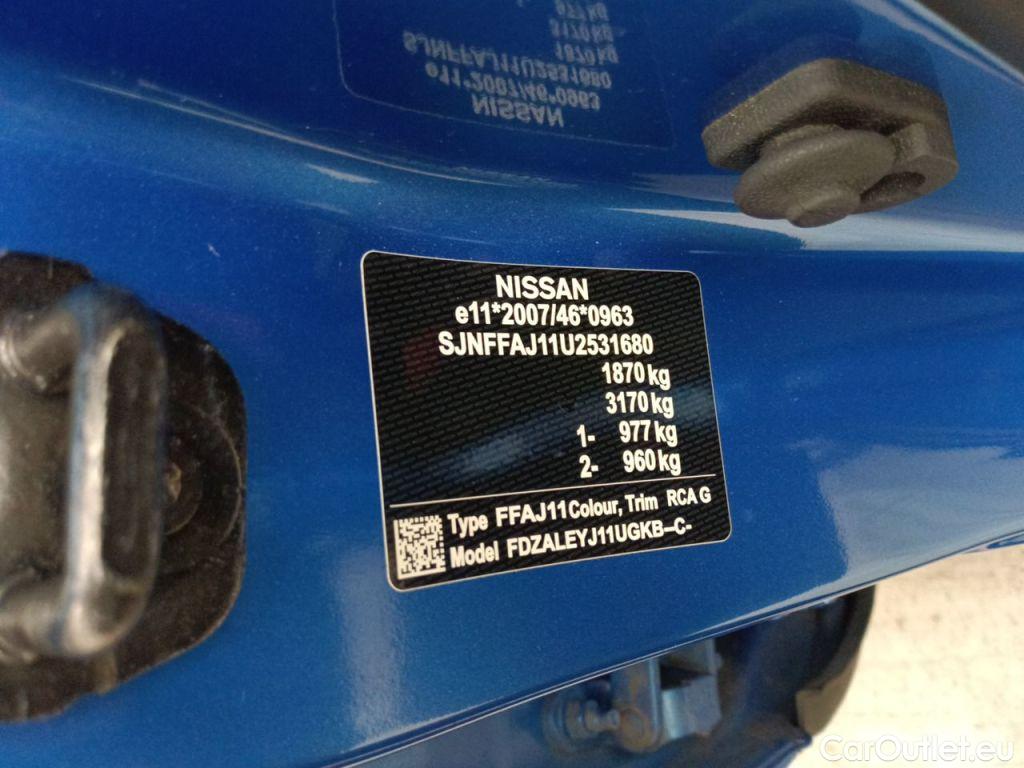 NISSAN
e11*2007/46*0963
SJNFFAJ11U2531680
1870 kg
3170 kg
1- 977 kg
2- 960 kg
Type FFAJ11 Colour, Trim RCA G
Model FDZALEYJ11UGKB--C-
CarOutlet.eu